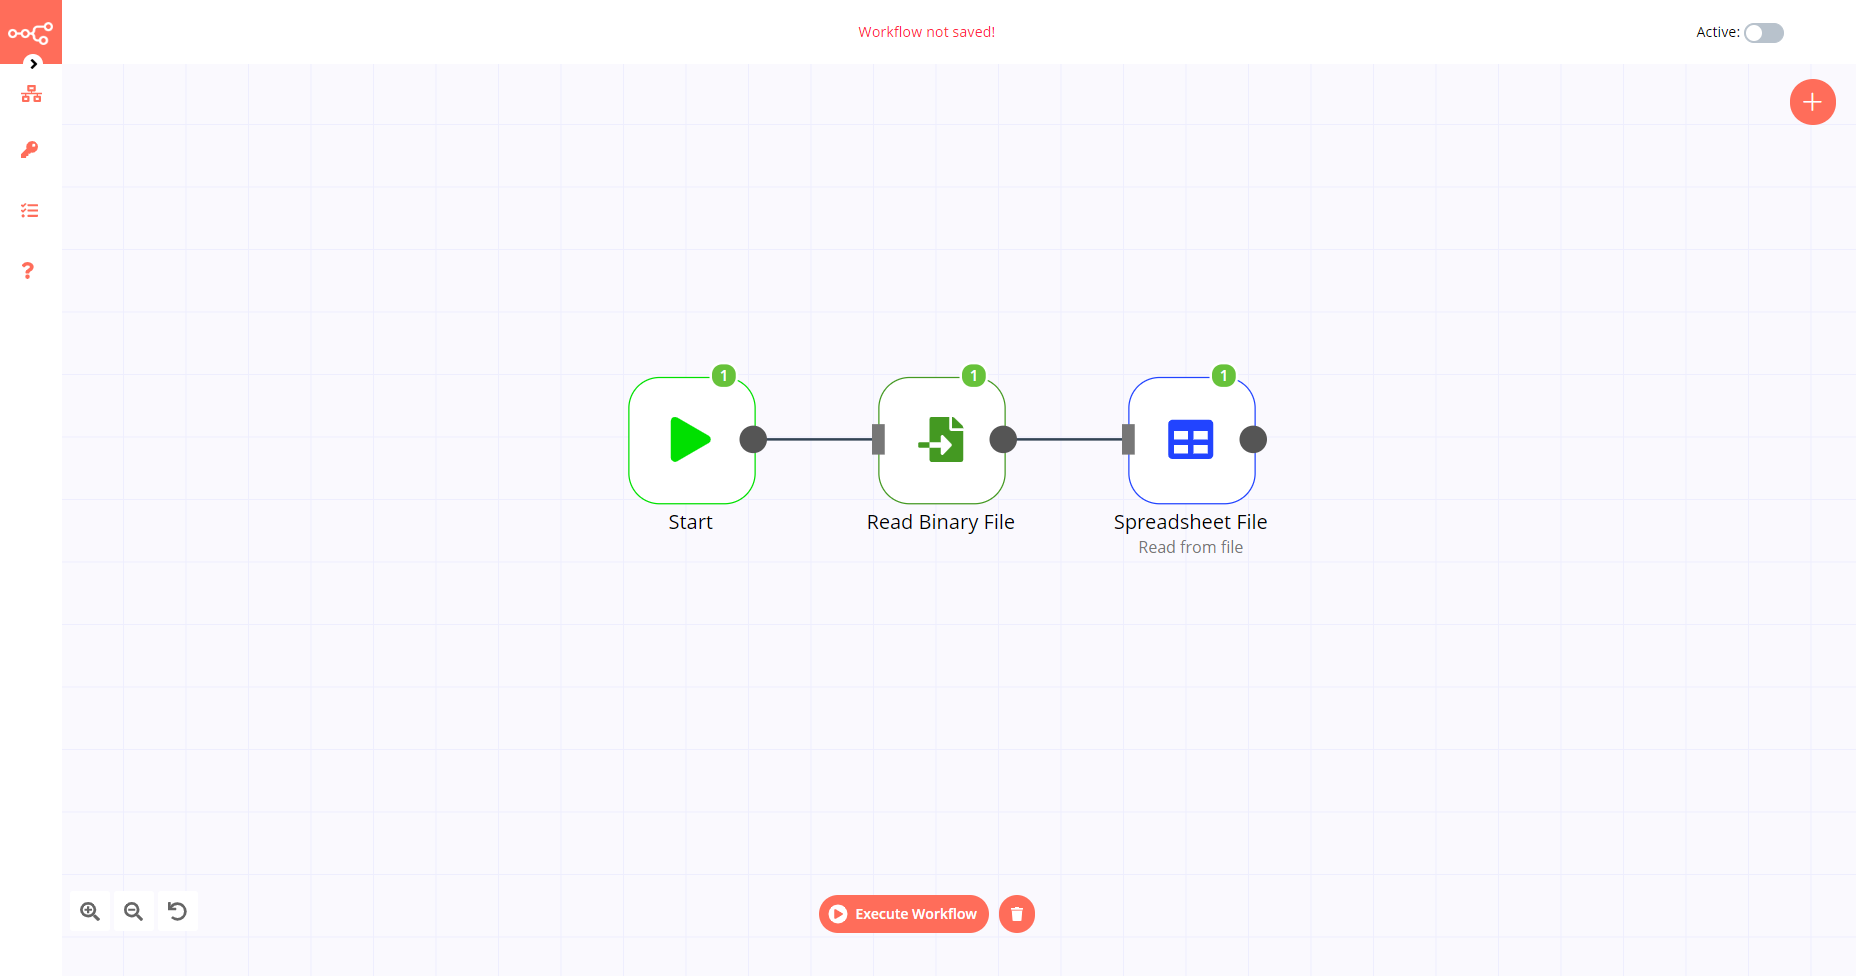 Workflow not saved!
Active:
1
1
1
Start
Read Binary File
Spreadsheet File
Read from file
Execute Workflow